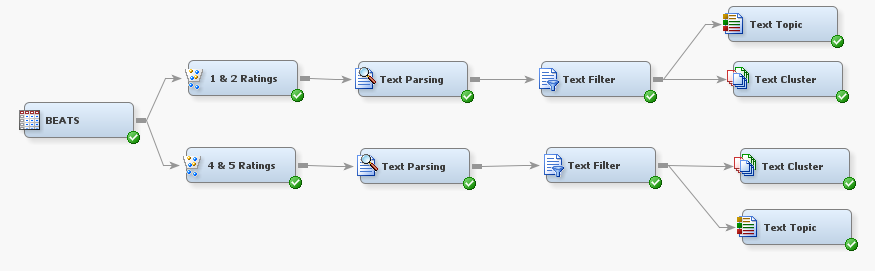 Text Topic
1 & 2 Ratings
Text Parsing
Text Filter
Text Cluster
BEATS
4 & 5 Ratings
Text Parsing
Text Filter
Text Cluster
Text Topic